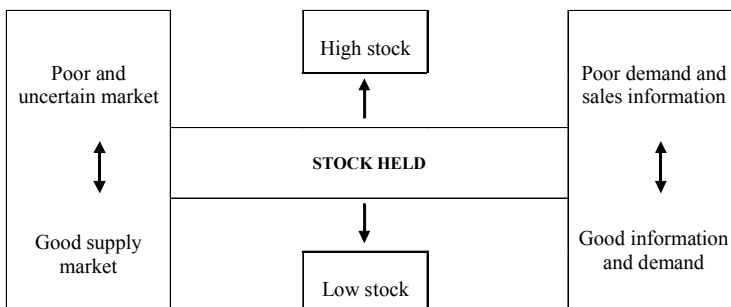 Poor and
uncertain market
Good supply
market
High stock
STOCK HELD
Low stock
Poor demand and
sales information
Good information
and demand